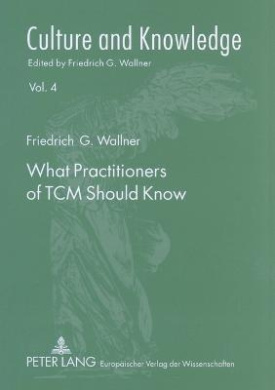 Culture and Knowledge
Edited by Friedrich G. Wallner
Vol. 4
Friedrich G. Wallner
What Practitioners
of TCM Should Know
PETER LANG Europäischer Verlag der Wissenschaften